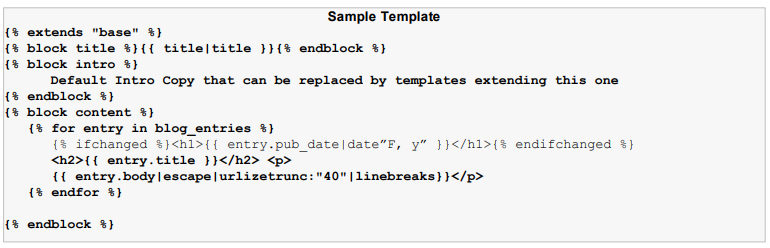 Sample Template
{% extends "base" %}
{% block title %}{{ title|title }}{% endblock %}
{% block intro %}
Default Intro Copy that can be replaced by templates extending this one
{% endblock %}
{% block content %}
{% for entry in blog_entries %}
{% ifchanged %}<h1>{{ entry.pub_date|date”F, y” }}</h1>{% endifchanged %}
<h2>{{ entry.title }}</h2> <p>
{{ entry.body|escape|urlizetrunc:"40"|linebreaks}}</p>
{% endfor %}
{% endblock %}